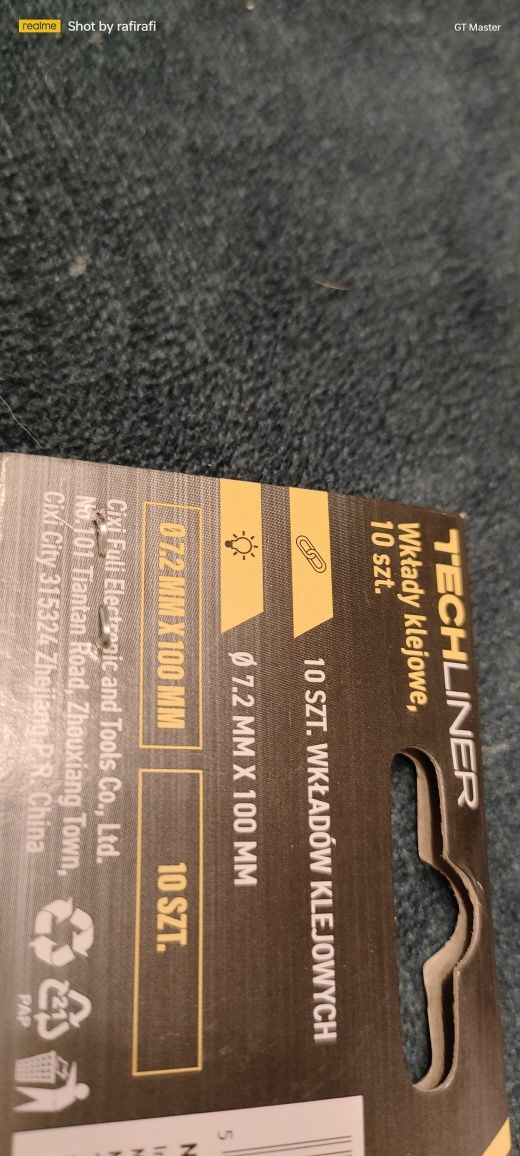 realme Shot by rafirafi
GT Master
TECHLINER
Wkłady klejowe,
10 szt.
10 SZT. WKŁADÓW KLEJOWYCH
Ø 7.2 MM X 100 MM
Ø 7.2 MM X 100 MM
10 SZT.
Cixi Fuli Electronic and Tools Co., Ltd.
No. 101 Tiantan Road, Zhouxiang Town,
Cixi City 315324 Zhejiang P.R. China
21
PAP
5